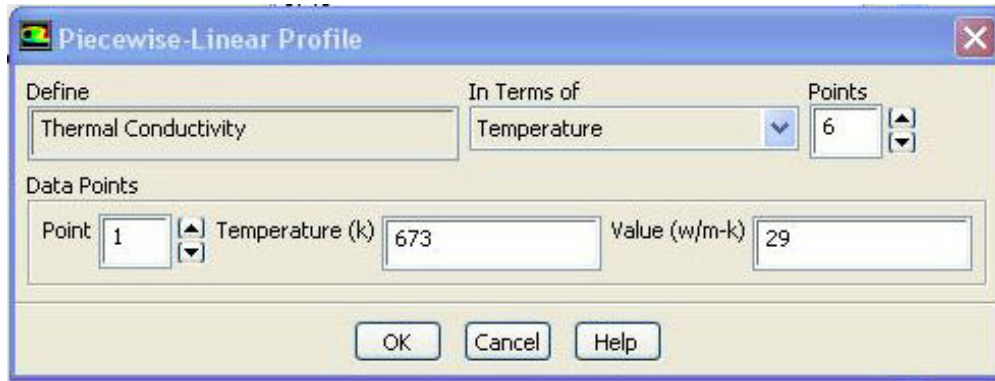 Piecewise-Linear Profile
Define In Terms of Points
Thermal Conductivity Temperature 6
Data Points
Point 1 Temperature (k) 673 Value (w/m-k) 29
OK Cancel Help